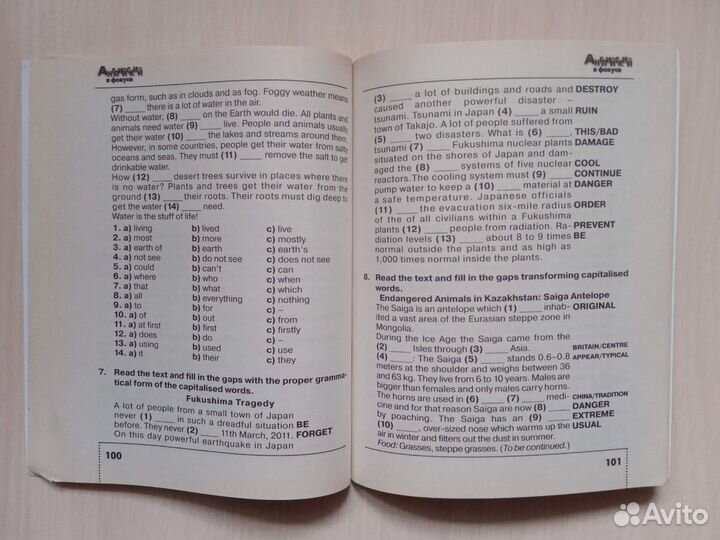 Английский
в фокусе
gas form, such as in clouds and as fog. Foggy weather means
(7) _____ there is a lot of water in the air.
Without water, (8) _____ on the Earth would die. All plants and
animals need water (9) _____ live. People and animals usually
get their water (10) _____ the lakes and streams around them.
However, in some countries, people get their water from salty
oceans and seas. They must (11) _____ remove the salt to get
drinkable water.
How (12) _____ desert trees survive in places where there
is no water? Plants and trees get their water from the
ground (13) _____ their roots. Their roots must dig deep to
get the water (14) _____ need.
Water is the stuff of life!
1. a) living b) lived c) live
2. a) most b) more c) mostly
3. a) earth of b) earth c) earth's
4. a) not see b) do not see c) does not see
5. a) could b) can't c) can
6. a) where b) who c) when
7. a) that b) what c) which
8. a) all b) everything c) nothing
9. a) to b) for c) –
10. a) of b) out c) from
11. a) at first b) first c) firstly
12. a) does b) do c) –
13. a) using b) used c) use
14. a) it b) their c) they
7. Read the text and fill in the gaps with the proper gramma-
tical form of the capitalised words.
Fukushima Tragedy
A lot of people from a small town of Japan
never (1) _____ in such a dreadful situation BE
before. They never (2) _____ 11th March, 2011. FORGET
On this day powerful earthquake in Japan
100
Английский
в фокусе
(3) _____ a lot of buildings and roads and DESTROY
caused another powerful disaster –
tsunami. Tsunami in Japan (4) _____ a small RUIN
town of Takajo. A lot of people suffered from
(5) _____ two disasters. What is (6) _____, THIS/BAD
tsunami (7) _____ Fukushima nuclear plants DAMAGE
situated on the shores of Japan and dam-
aged the (8) _____ systems of five nuclear COOL
reactors. The cooling system must (9) _____ CONTINUE
pump water to keep a (10) _____ material at DANGER
a safe temperature. Japanese officials
(11) _____ the evacuation six-mile radius ORDER
of the of all civilians within a Fukushima
plants (12) _____ people from radiation. Ra- PREVENT
diation levels (13) _____ about 8 to 9 times BE
normal outside the plants and as high as
1,000 times normal inside the plants.
8. Read the text and fill in the gaps transforming capitalised
words.
Endangered Animals in Kazakhstan: Saiga Antelope
The Saiga is an antelope which (1) _____ inhab- ORIGINAL
ited a vast area of the Eurasian steppe zone in
Mongolia.
During the Ice Age the Saiga came from the
(2) _____ Isles through (3) _____ Asia. BRITAIN/CENTRE
(4) _____: The Saiga (5) _____ stands 0.6–0.8 APPEAR/TYPICAL
meters at the shoulder and weighs between 36
and 63 kg. They live from 6 to 10 years. Males are
bigger than females and only males carry horns.
The horns are used in (6) _____ (7) _____ medi- CHINA/TRADITION
cine and for that reason Saiga are now (8) _____ DANGER
by poaching. The Saiga has an (9) _____ EXTREME
(10) _____, over-sized nose which warms up the USUAL
air in winter and filters out the dust in summer.
Food: Grasses, steppe grasses. (To be continued.)
101
Avito